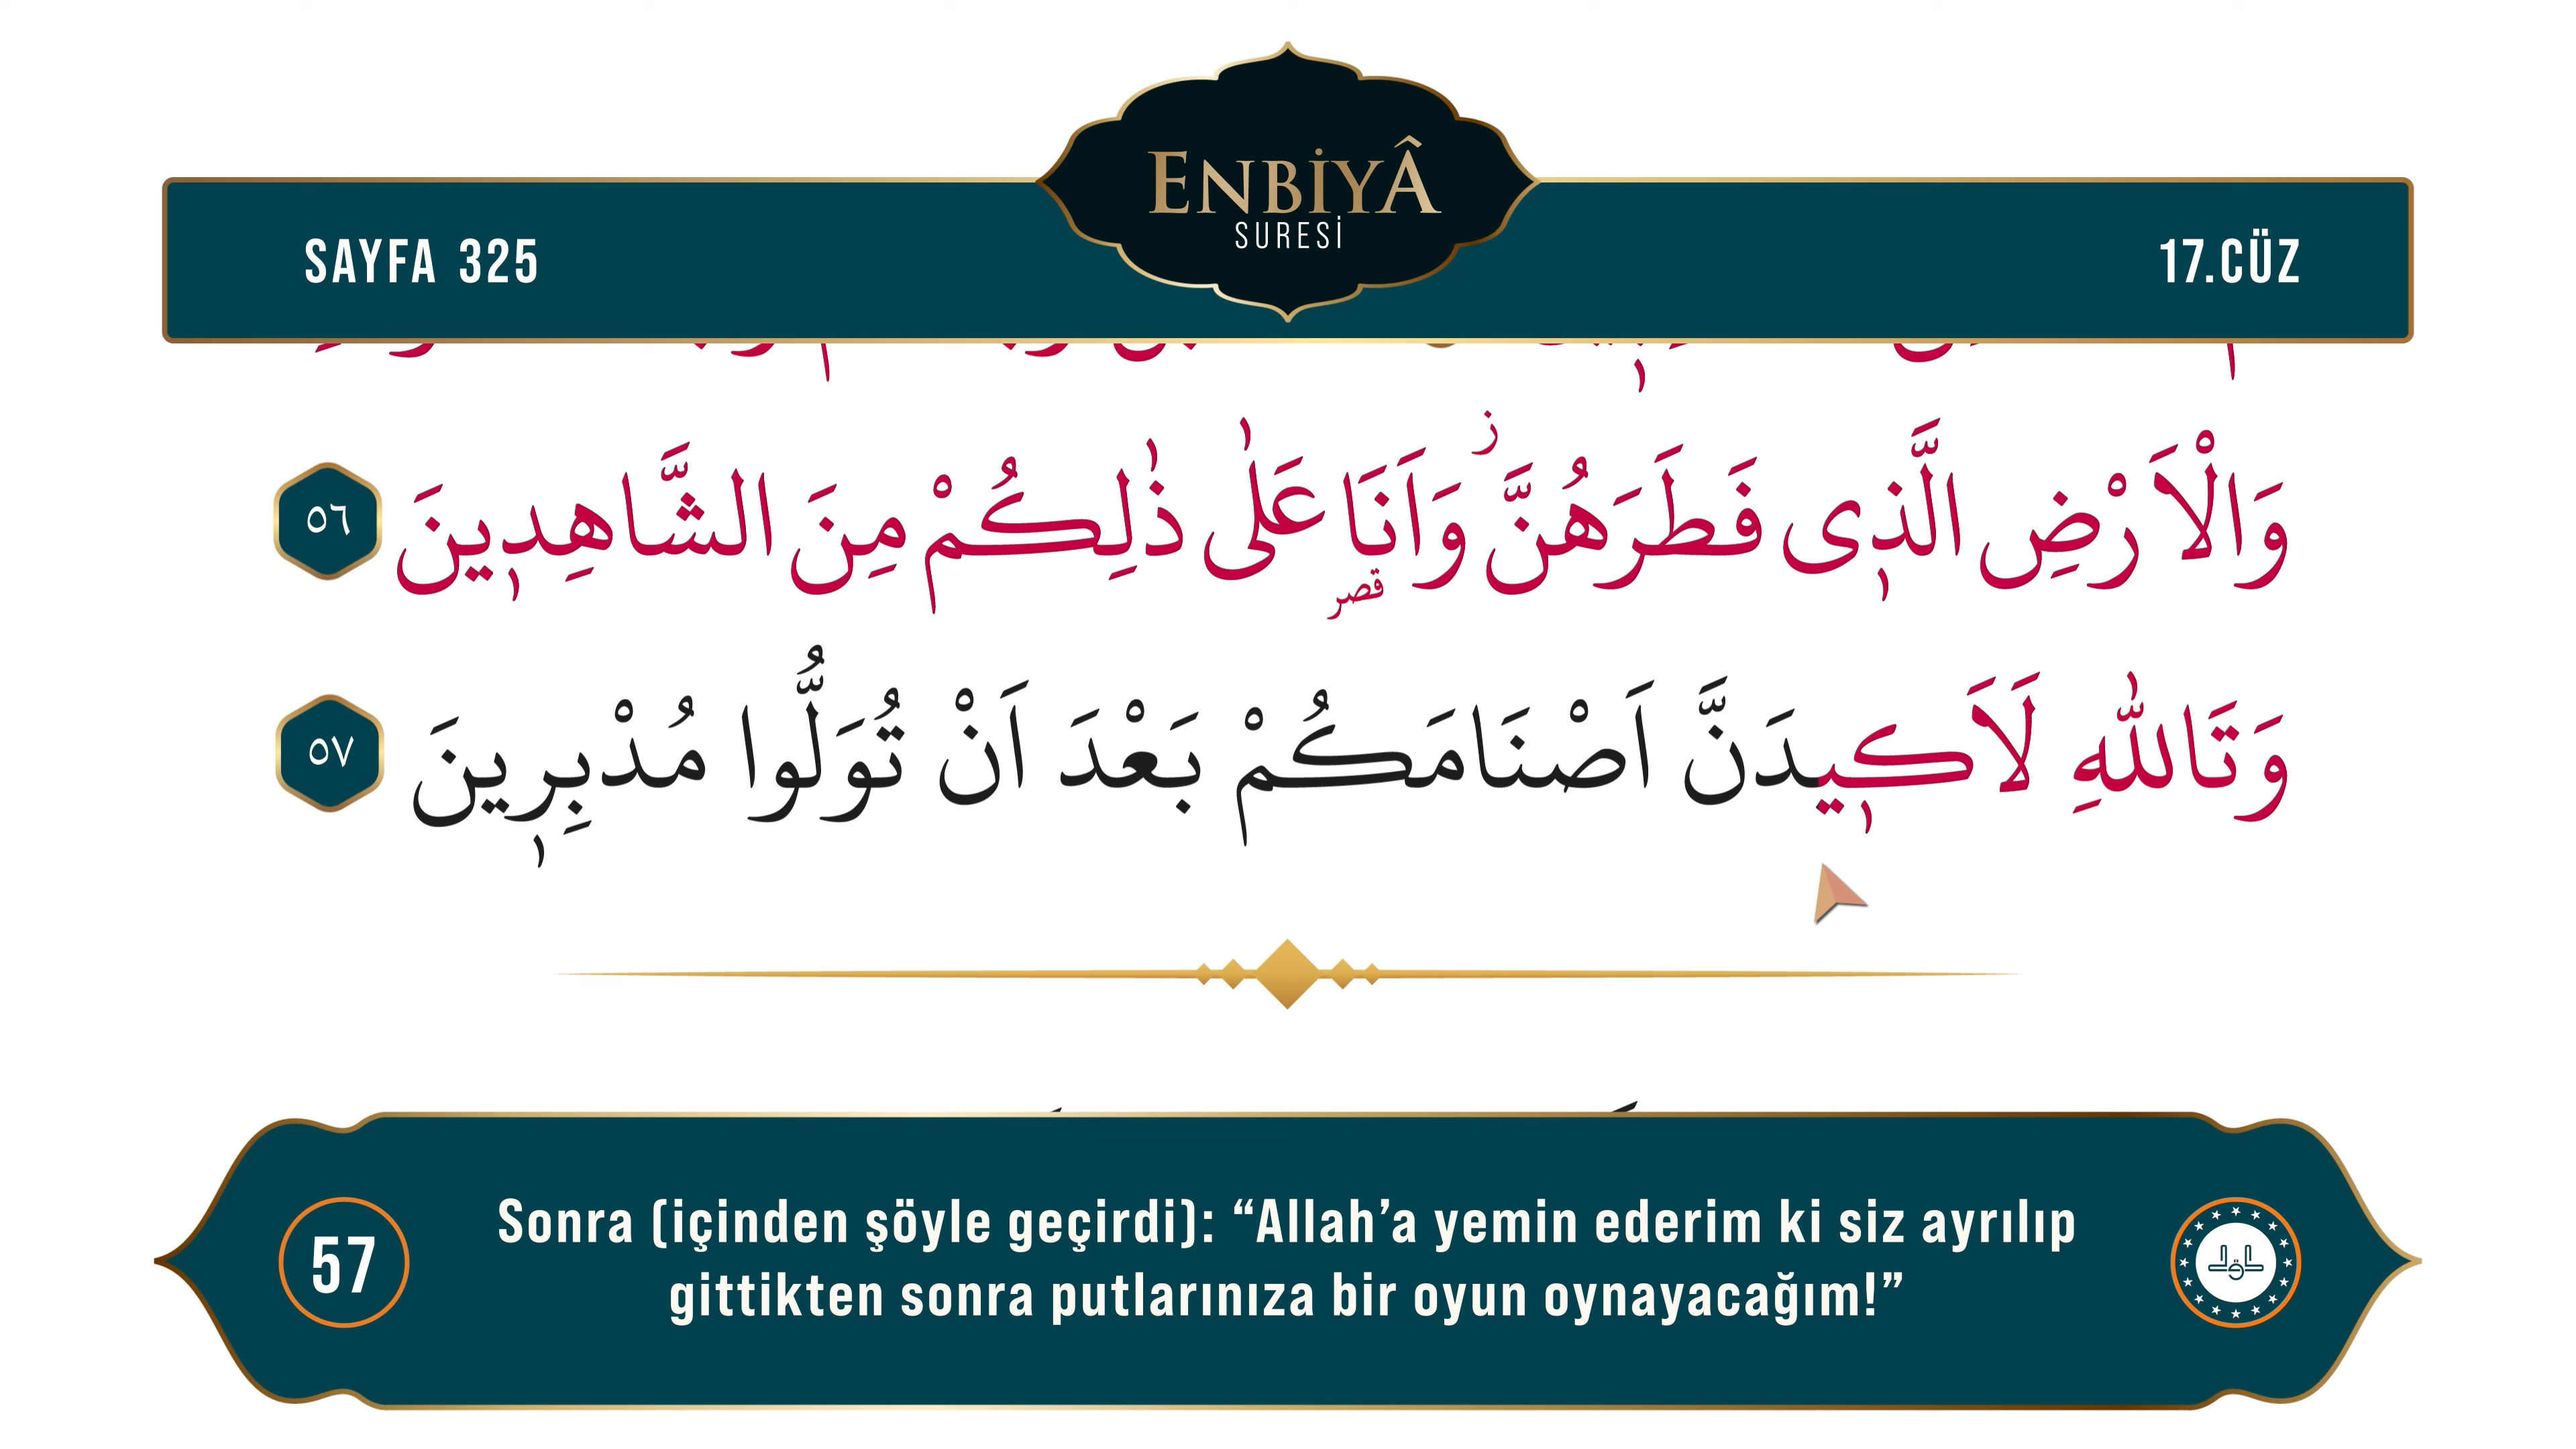 ENBİYÂ
SURESİ
SAYFA 325
17.CÜZ
وَالْاَرْضِ الَّذٖى فَطَرَهُنَّ ز وَاَنَا عَلٰى ذٰلِكُمْ مِنَ الشَّاهِدٖينَ ٥٦
قصر
وَتَاللّٰهِ لَاَكٖيدَنَّ اَصْنَامَكُمْ بَعْدَ اَنْ تُوَلُّوا مُدْبِرٖينَ ٥٧
57
Sonra (içinden şöyle geçirdi): “Allah’a yemin ederim ki siz ayrılıp
gittikten sonra putlarınıza bir oyun oynayacağım!”